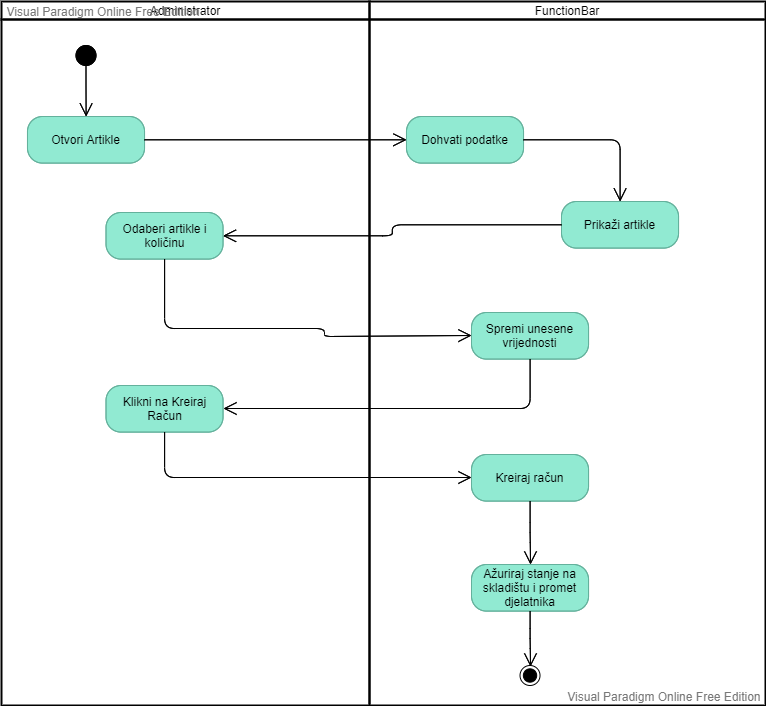 Visual Paradigm Online Free Edition
Administrator
FunctionBar
Otvori Artikle
Dohvati podatke
Prikaži artikle
Odaberi artikle i
količinu
Spremi unesene
vrijednosti
Klikni na Kreiraj
Račun
Kreiraj račun
Ažuriraj stanje na
skladištu i promet
djelatnika
Visual Paradigm Online Free Edition